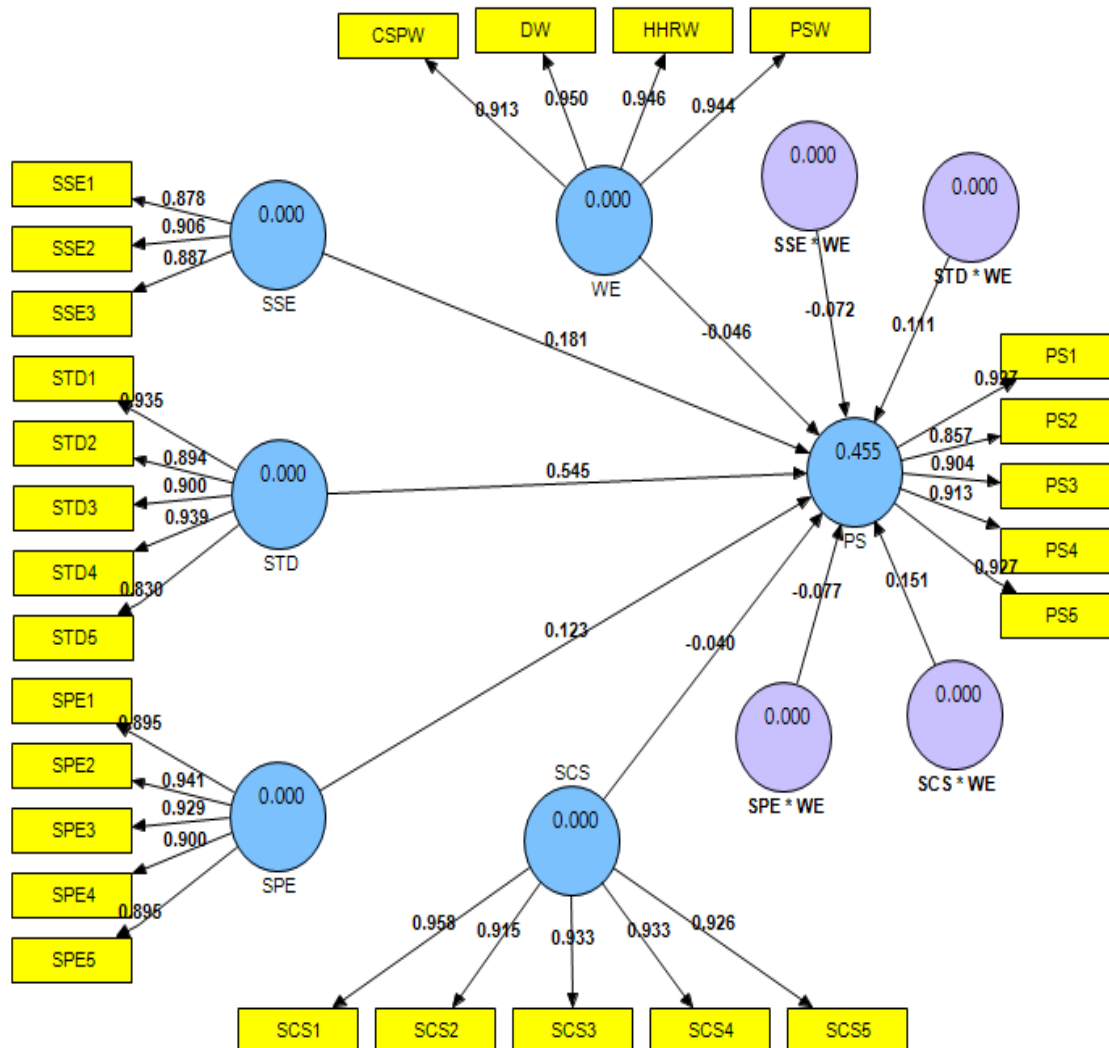 CSPW
DW
HHRW
PSW
0.913
0.950
0.946
0.944
0.000
WE
0.000
SSE * WE
0.000
STD * WE
SSE1
SSE2
SSE3
0.878
0.906
0.887
0.000
SSE
0.181
-0.046
-0.072
0.111
STD1
STD2
STD3
STD4
STD5
0.935
0.894
0.900
0.939
0.830
0.000
STD
0.545
0.455
PS
0.927
0.857
0.904
0.913
0.927
PS1
PS2
PS3
PS4
PS5
SPE1
SPE2
SPE3
SPE4
SPE5
0.895
0.941
0.929
0.900
0.895
0.000
SPE
0.123
-0.040
-0.077
0.151
0.000
SPE * WE
0.000
SCS * WE
SCS
0.000
0.958
0.915
0.933
0.933
0.926
SCS1
SCS2
SCS3
SCS4
SCS5